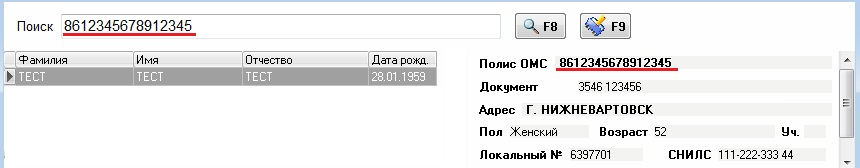 Поиск 8612345678912345 F8 F9
Фамилия Имя Отчество Дата рожд.
ТЕСТ ТЕСТ ТЕСТ 28.01.1959
Полис ОМС 8612345678912345
Документ 3546 123456
Адрес Г. НИЖНЕВАРТОВСК
Пол Женский Возраст 52 Уч.
Локальный № 6397701 СНИЛС 111-222-333 44